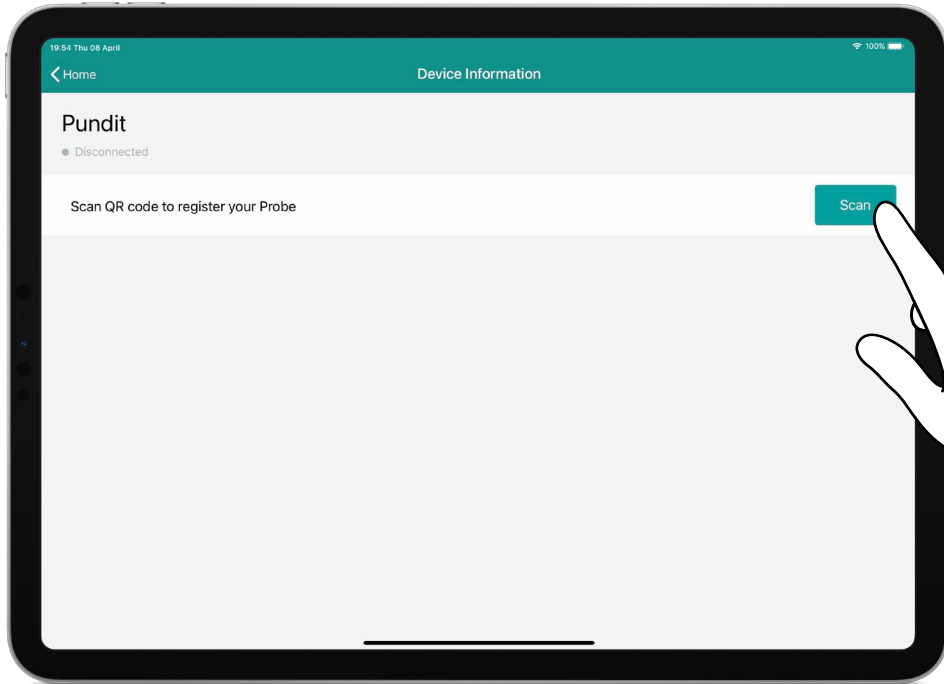 19:54 Thu 08 April
100%
Home
Device Information
Pundit
Disconnected
Scan QR code to register your Probe
Scan